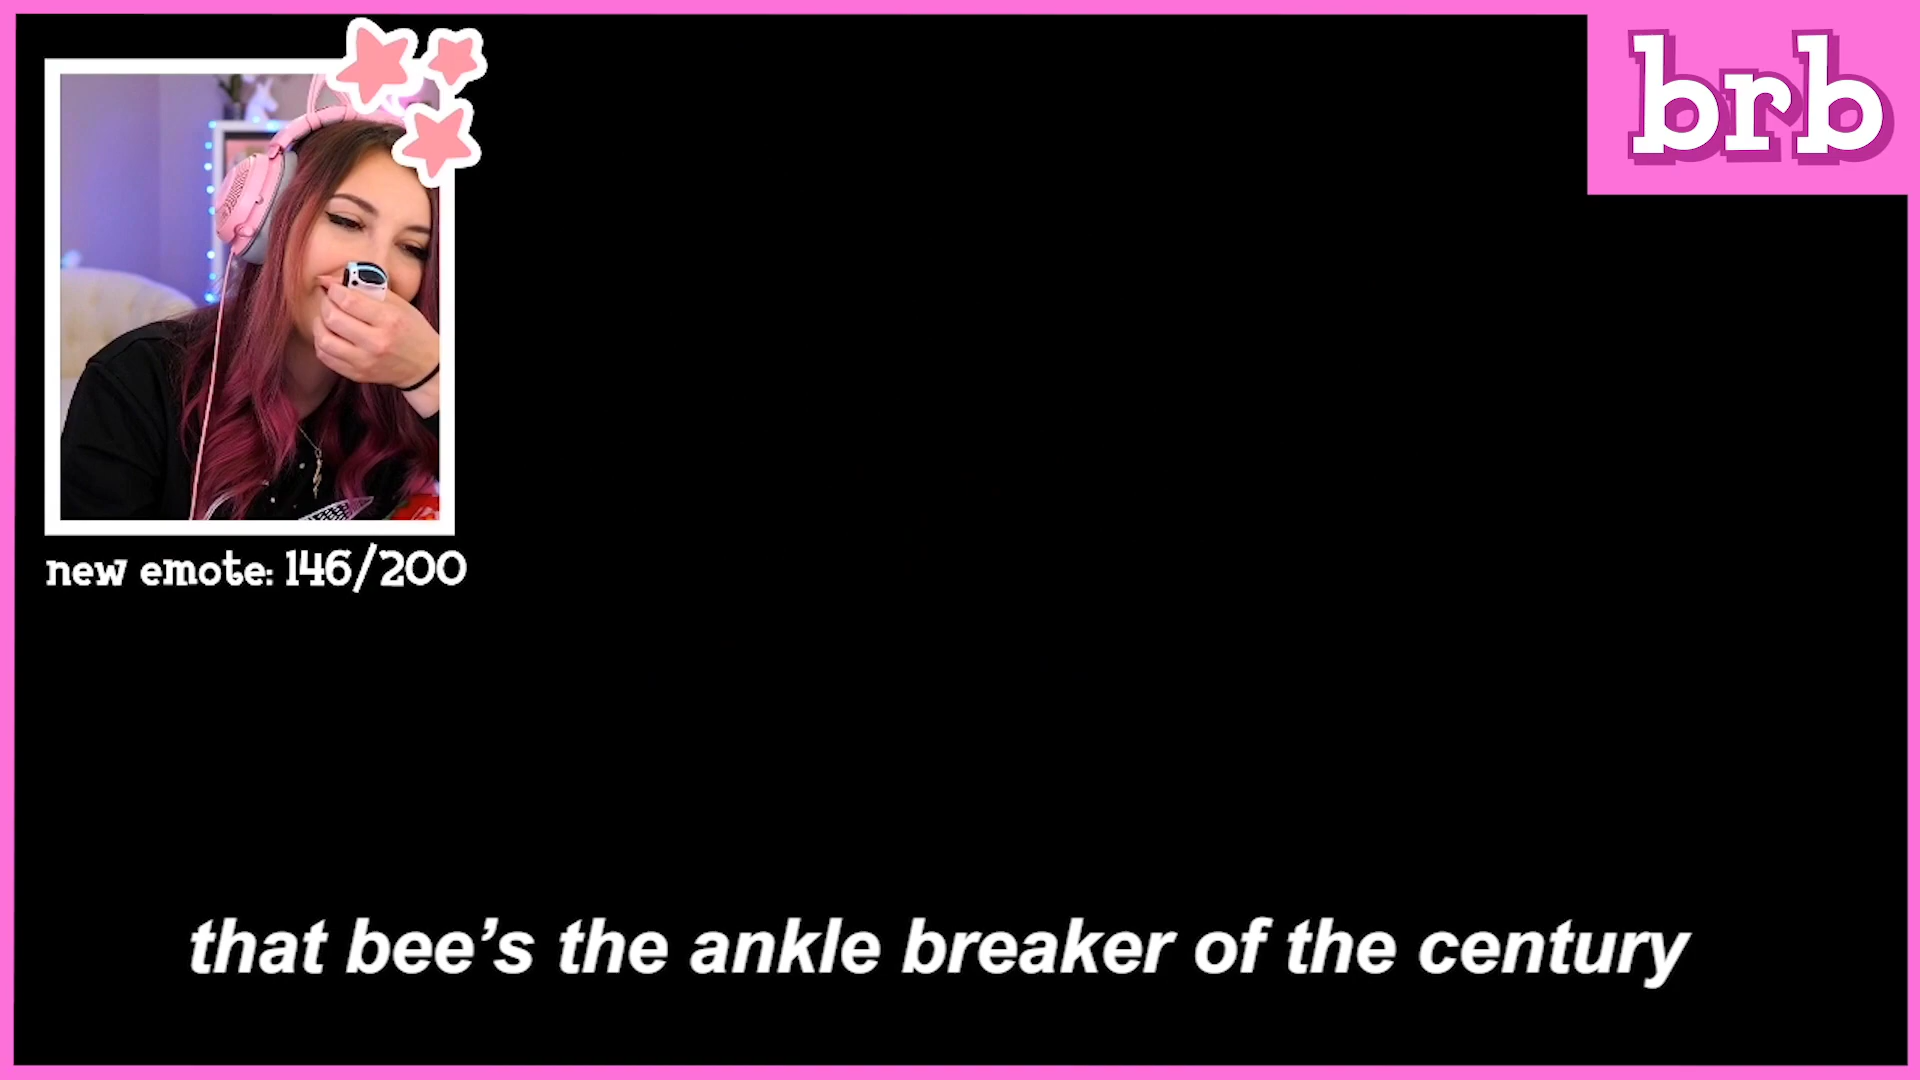 brb
new emote: 146/200
that bee’s the ankle breaker of the century